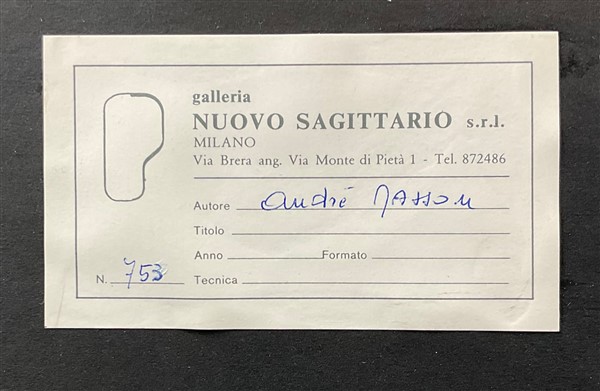 galleria
NUOVO SAGITTARIO s.r.l.
MILANO
Via Brera ang. Via Monte di Pietà 1 - Tel. 872486
Autore André Masson
Titolo
Anno Formato
N. 753 Tecnica